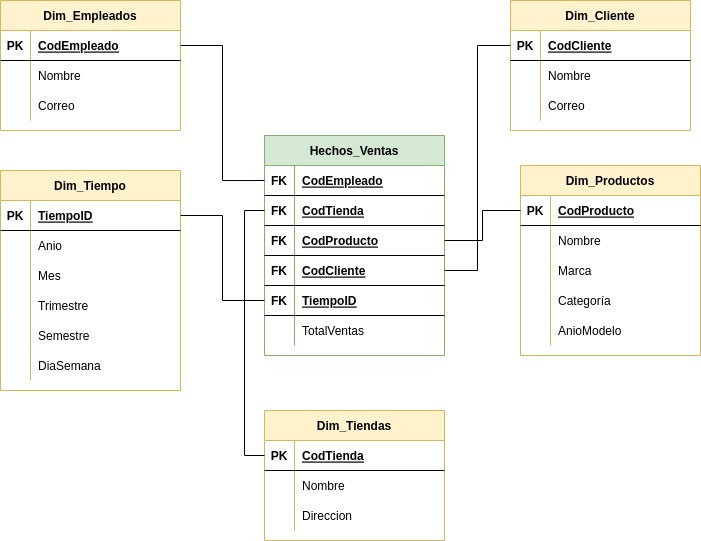 Dim_Empleados
PK CodEmpleado
Nombre
Correo
Dim_Cliente
PK CodCliente
Nombre
Correo
Hechos_Ventas
FK CodEmpleado
FK CodTienda
FK CodProducto
FK CodCliente
FK TiempoID
TotalVentas
Dim_Tiempo
PK TiempoID
Anio
Mes
Trimestre
Semestre
DiaSemana
Dim_Productos
PK CodProducto
Nombre
Marca
Categoría
AnioModelo
Dim_Tiendas
PK CodTienda
Nombre
Direccion